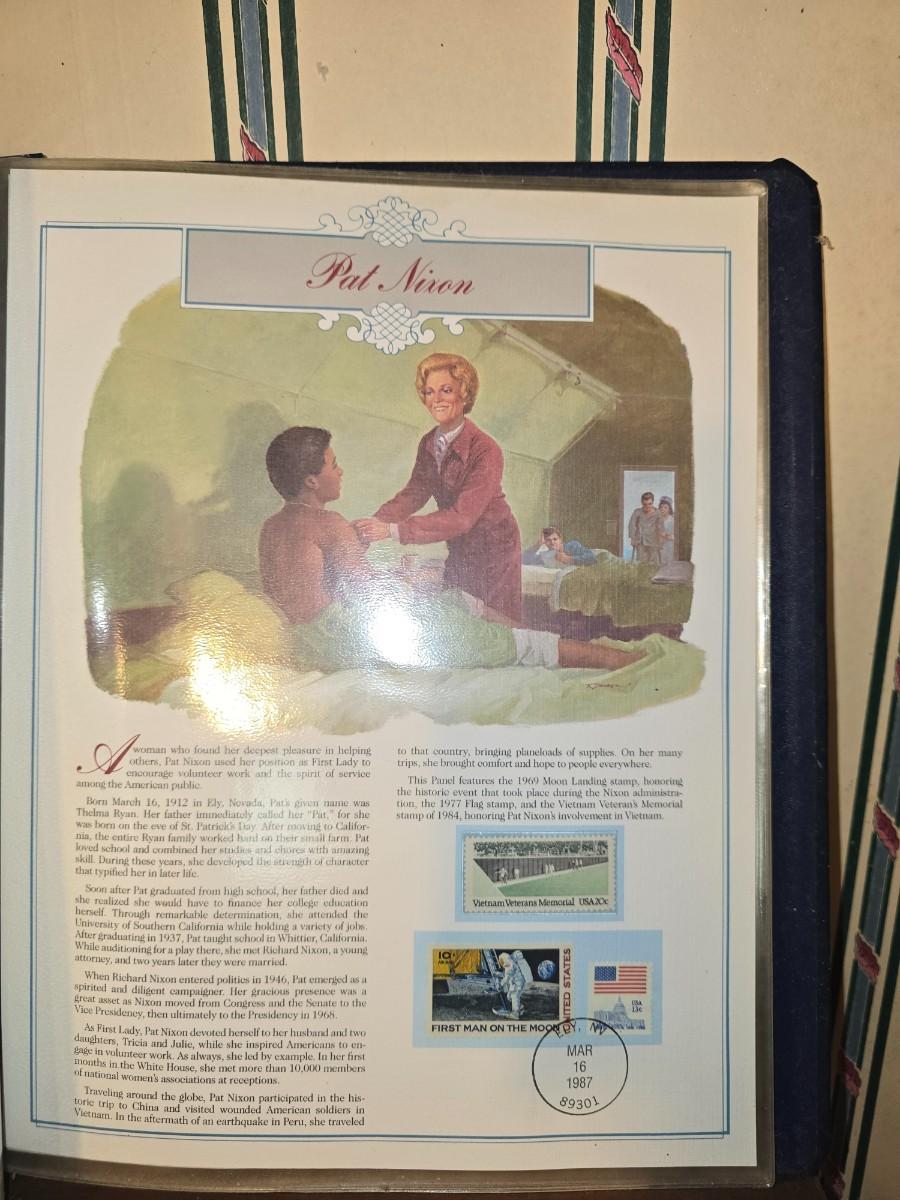 Pat Nixon
A woman who found her deepest pleasure in helping
others, Pat Nixon used her position as First Lady to
encourage volunteer work and the spirit of service
among the American public.
Born March 16, 1912 in Ely, Nevada, Pat's given name was
Thelma Ryan. Her father immediately called her "Pat," for she
was born on the eve of St. Patrick's Day. After moving to Califor-
nia, the entire Ryan family worked hard on their small farm. Pat
loved school and combined her studies and chores with amazing
skill. During these years, she developed the strength of character
that typified her in later life.
Soon after Pat graduated from high school, her father died and
she realized she would have to finance her college education
herself. Through remarkable determination, she attended the
University of Southern California while holding a variety of jobs.
After graduating in 1937, Pat taught school in Whittier, California.
While auditioning for a play there, she met Richard Nixon, a young
attorney, and two years later they were married.
When Richard Nixon entered politics in 1946, Pat emerged as a
spirited and diligent campaigner. Her gracious presence was a
great asset as Nixon moved from Congress and the Senate to the
Vice Presidency, then ultimately to the Presidency in 1968.
As First Lady, Pat Nixon devoted herself to her husband and two
daughters, Tricia and Julie, while she inspired Americans to en-
gage in volunteer work. As always, she led by example. In her first
months in the White House, she met more than 10,000 members
of national women's associations at receptions.
Traveling around the globe, Pat Nixon participated in the his-
toric trip to China and visited wounded American soldiers in
Vietnam. In the aftermath of an earthquake in Peru, she traveled
to that country, bringing planeloads of supplies. On her many
trips, she brought comfort and hope to people everywhere.
This Panel features the 1969 Moon Landing stamp, honoring
the historic event that took place during the Nixon administra-
tion, the 1977 Flag stamp, and the Vietnam Veteran's Memorial
stamp of 1984, honoring Pat Nixon's involvement in Vietnam.
Vietnam Veterans Memorial USA 20c
10¢
UNITED STATES
FIRST MAN ON THE MOON
USA
13c
ELY, NV
MAR
16
1987
89301